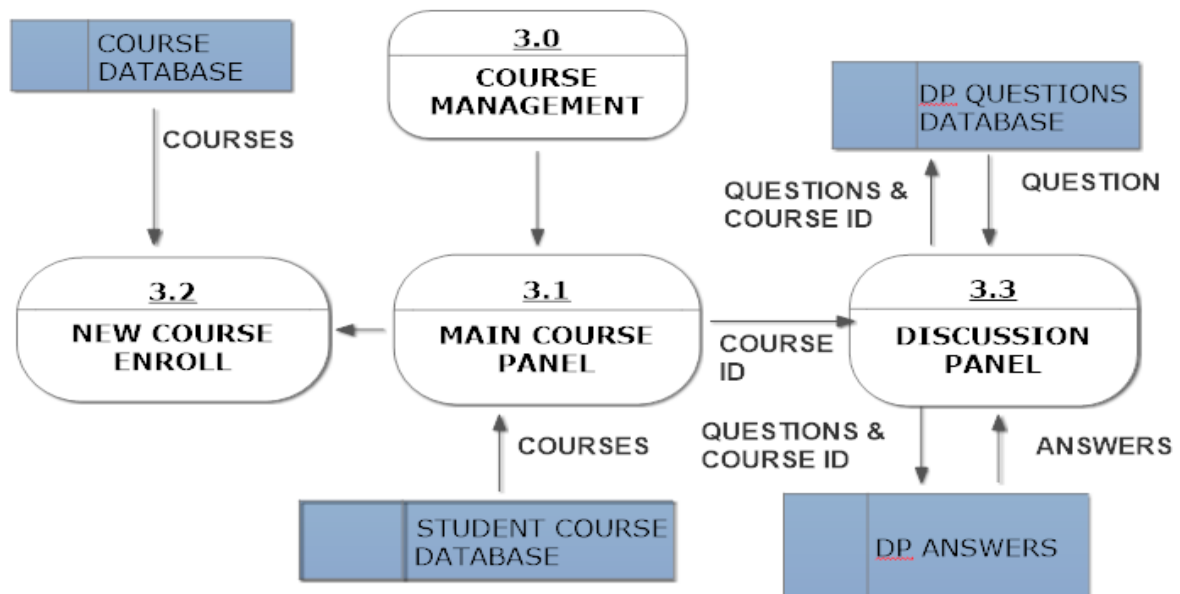 COURSE
DATABASE
3.0
COURSE
MANAGEMENT
DP QUESTIONS
DATABASE
COURSES
QUESTIONS &
COURSE ID
QUESTION
3.2
NEW COURSE
ENROLL
3.1
MAIN COURSE
PANEL
COURSE
ID
3.3
DISCUSSION
PANEL
COURSES
QUESTIONS &
COURSE ID
ANSWERS
STUDENT COURSE
DATABASE
DP ANSWERS